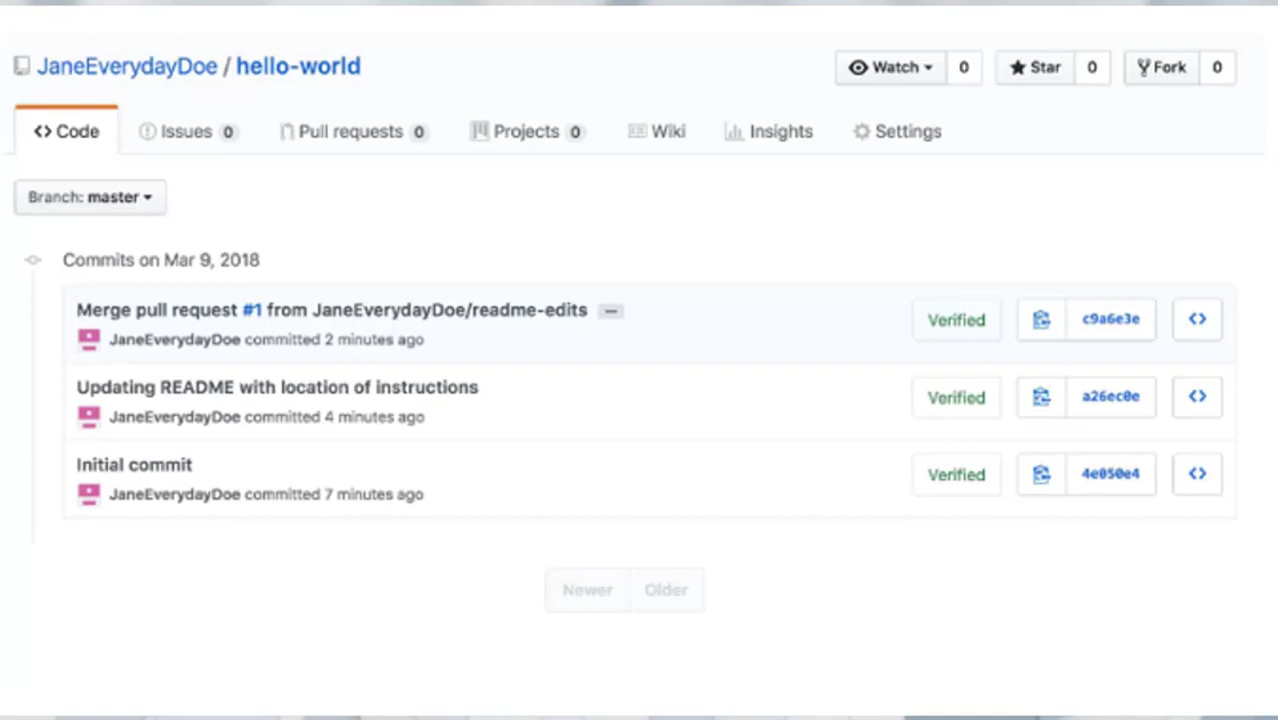 JaneEverydayDoe / hello-world
Watch 0 Star 0 Fork 0
Code Issues 0 Pull requests 0 Projects 0 Wiki Insights Settings
Branch: master
Commits on Mar 9, 2018
Merge pull request #1 from JaneEverydayDoe/readme-edits …
JaneEverydayDoe committed 2 minutes ago
Verified c9a6e3e
Updating README with location of instructions
JaneEverydayDoe committed 4 minutes ago
Verified a26ec0e
Initial commit
JaneEverydayDoe committed 7 minutes ago
Verified 4e050e4
Newer Older